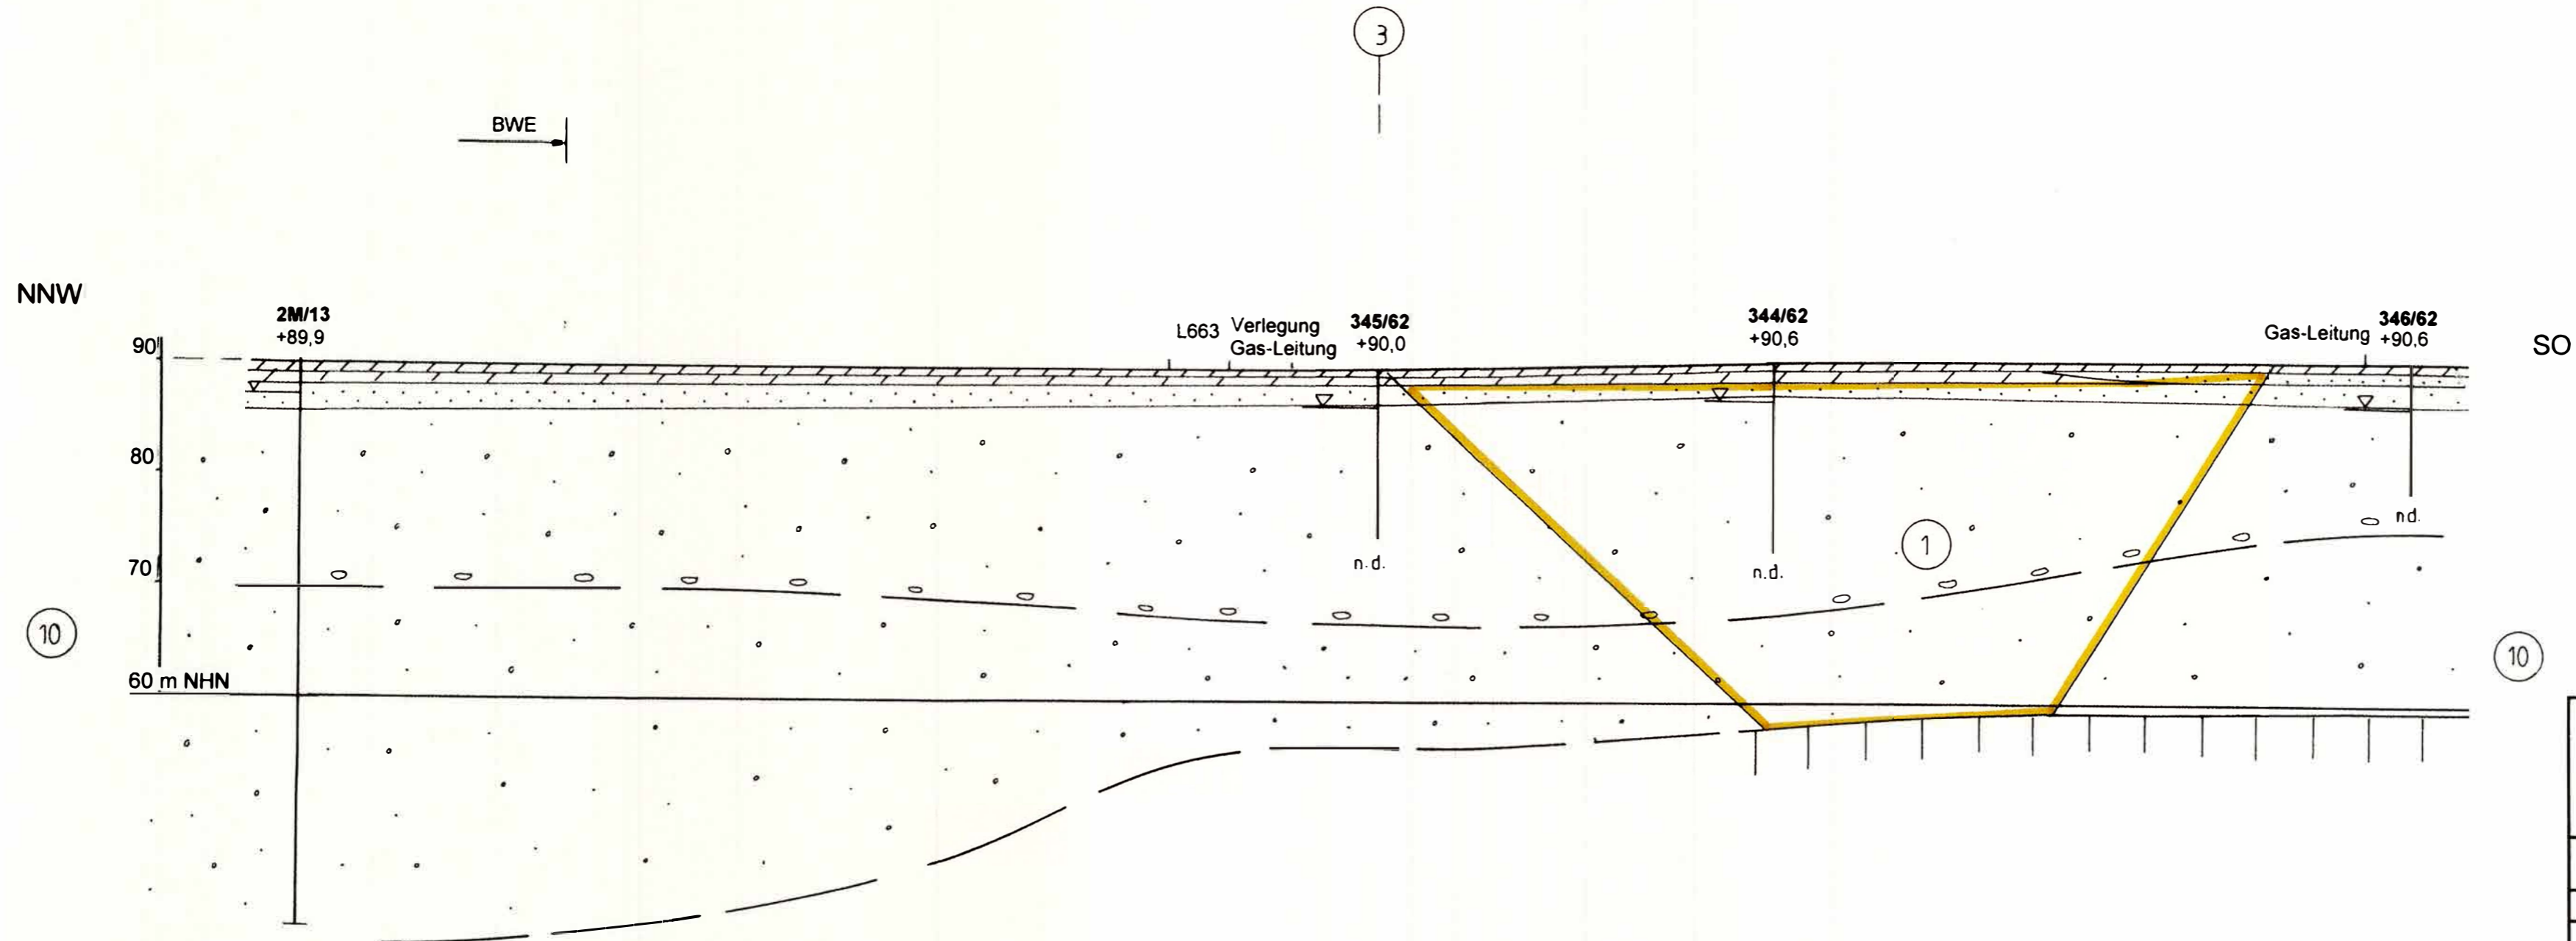 3
BWE
NNW
2M/13
+89,9
L663
Verlegung
Gas-Leitung
345/62
+90,0
344/62
+90,6
Gas-Leitung
346/62
+90,6
SO
90
80
70
60 m NHN
n.d.
n.d.
n.d.
1
10
10